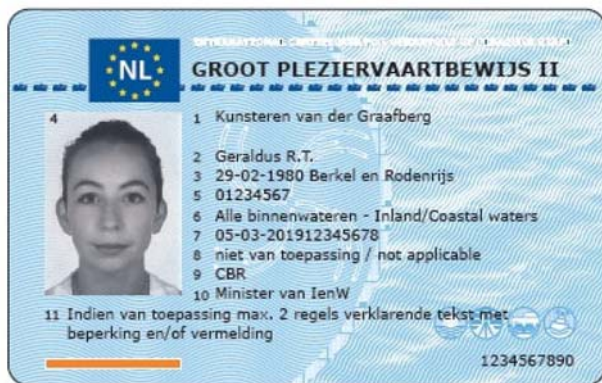 INTERNATIONAL CERTIFICATE
NL
GROOT PLEZIERVAARTBEWIJS II
4
1 Kunsteren van der Graafberg
2 Geraldus R.T.
3 29-02-1980 Berkel en Rodenrijs
5 01234567
6 Alle binnenwateren - Inland/Coastal waters
7 05-03-201912345678
8 niet van toepassing / not applicable
9 CBR
10 Minister van IenW
11 Indien van toepassing max. 2 regels verklarende tekst met
beperking en/of vermelding
1234567890